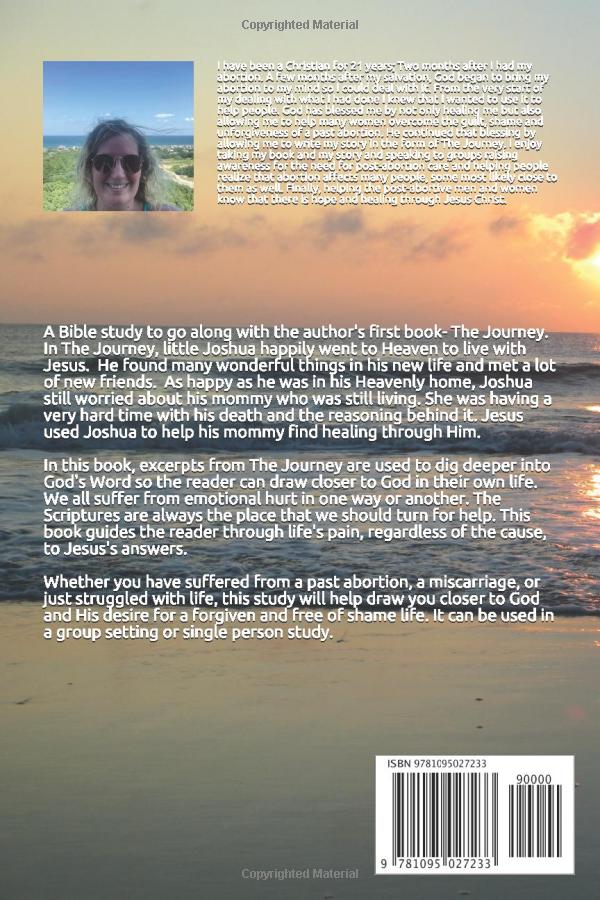 Copyrighted Material
I have been a Christian for 21 years; Two months after I had my
abortion. A few months after my salvation, God began to bring my
abortion to my mind so I could deal with it. From the very start of
my dealing with what I had done I knew that I wanted to use it to
help people. God has blessed me by not only healing me but also
allowing me to help many women overcome the guilt, shame and
unforgiveness of a past abortion. He continued that blessing by
allowing me to write my story in the form of The Journey. I enjoy
taking my book and my story and speaking to groups raising
awareness for the need for post-abortion care and helping people
realize that abortion affects many people, some most likely close to
them as well. Finally, helping the post-abortive men and women
know that there is hope and healing through Jesus Christ.
A Bible study to go along with the author's first book- The Journey.
In The Journey, little Joshua happily went to Heaven to live with
Jesus. He found many wonderful things in his new life and met a lot
of new friends. As happy as he was in his Heavenly home, Joshua
still worried about his mommy who was still living. She was having a
very hard time with his death and the reasoning behind it. Jesus
used Joshua to help his mommy find healing through Him.
In this book, excerpts from The Journey are used to dig deeper into
God's Word so the reader can draw closer to God in their own life.
We all suffer from emotional hurt in one way or another. The
Scriptures are always the place that we should turn for help. This
book guides the reader through life's pain, regardless of the cause,
to Jesus's answers.
Whether you have suffered from a past abortion, a miscarriage, or
just struggled with life, this study will help draw you closer to God
and His desire for a forgiven and free of shame life. It can be used in
a group setting or single person study.
ISBN 9781095027233
90000
9 781095 027233
Copyrighted Material